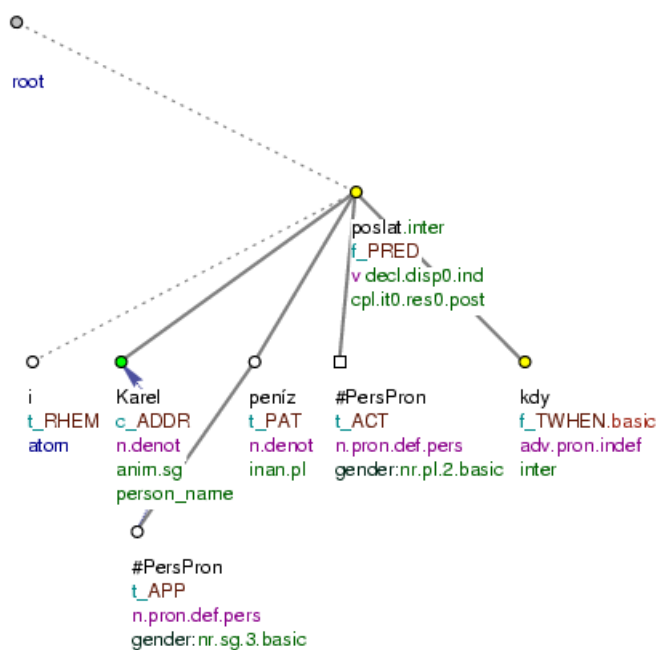 root
poslat.inter
f_PRED
v decl.disp0.ind
cpl.it0.res0.post
i
t_RHEM
atom
Karel
c_ADDR
n.denot
anim.sg
person_name
peníz
t_PAT
n.denot
inan.pl
#PersPron
t_ACT
n.pron.def.pers
gender:nr.pl.2.basic
kdy
f_TWHEN.basic
adv.pron.indef
inter
#PersPron
t_APP
n.pron.def.pers
gender:nr.sg.3.basic